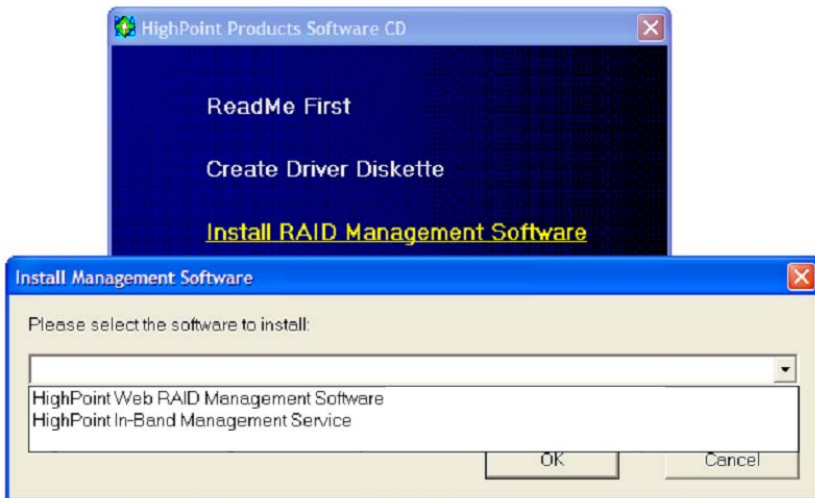 HighPoint Products Software CD
ReadMe First
Create Driver Diskette
Install RAID Management Software
Install Management Software
Please select the software to install:
HighPoint Web RAID Management Software
HighPoint In-Band Management Service
OK
Cancel